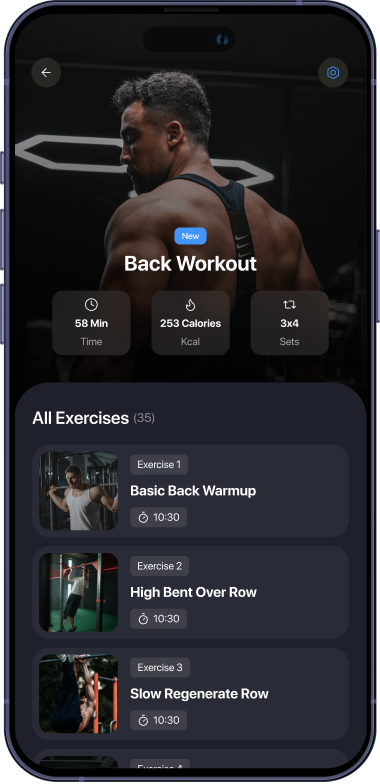 New
Back Workout
58 Min
Time
253 Calories
Kcal
3x4
Sets
All Exercises (35)
Exercise 1
Basic Back Warmup
10:30
Exercise 2
High Bent Over Row
10:30
Exercise 3
Slow Regenerate Row
10:30
Exercise 4